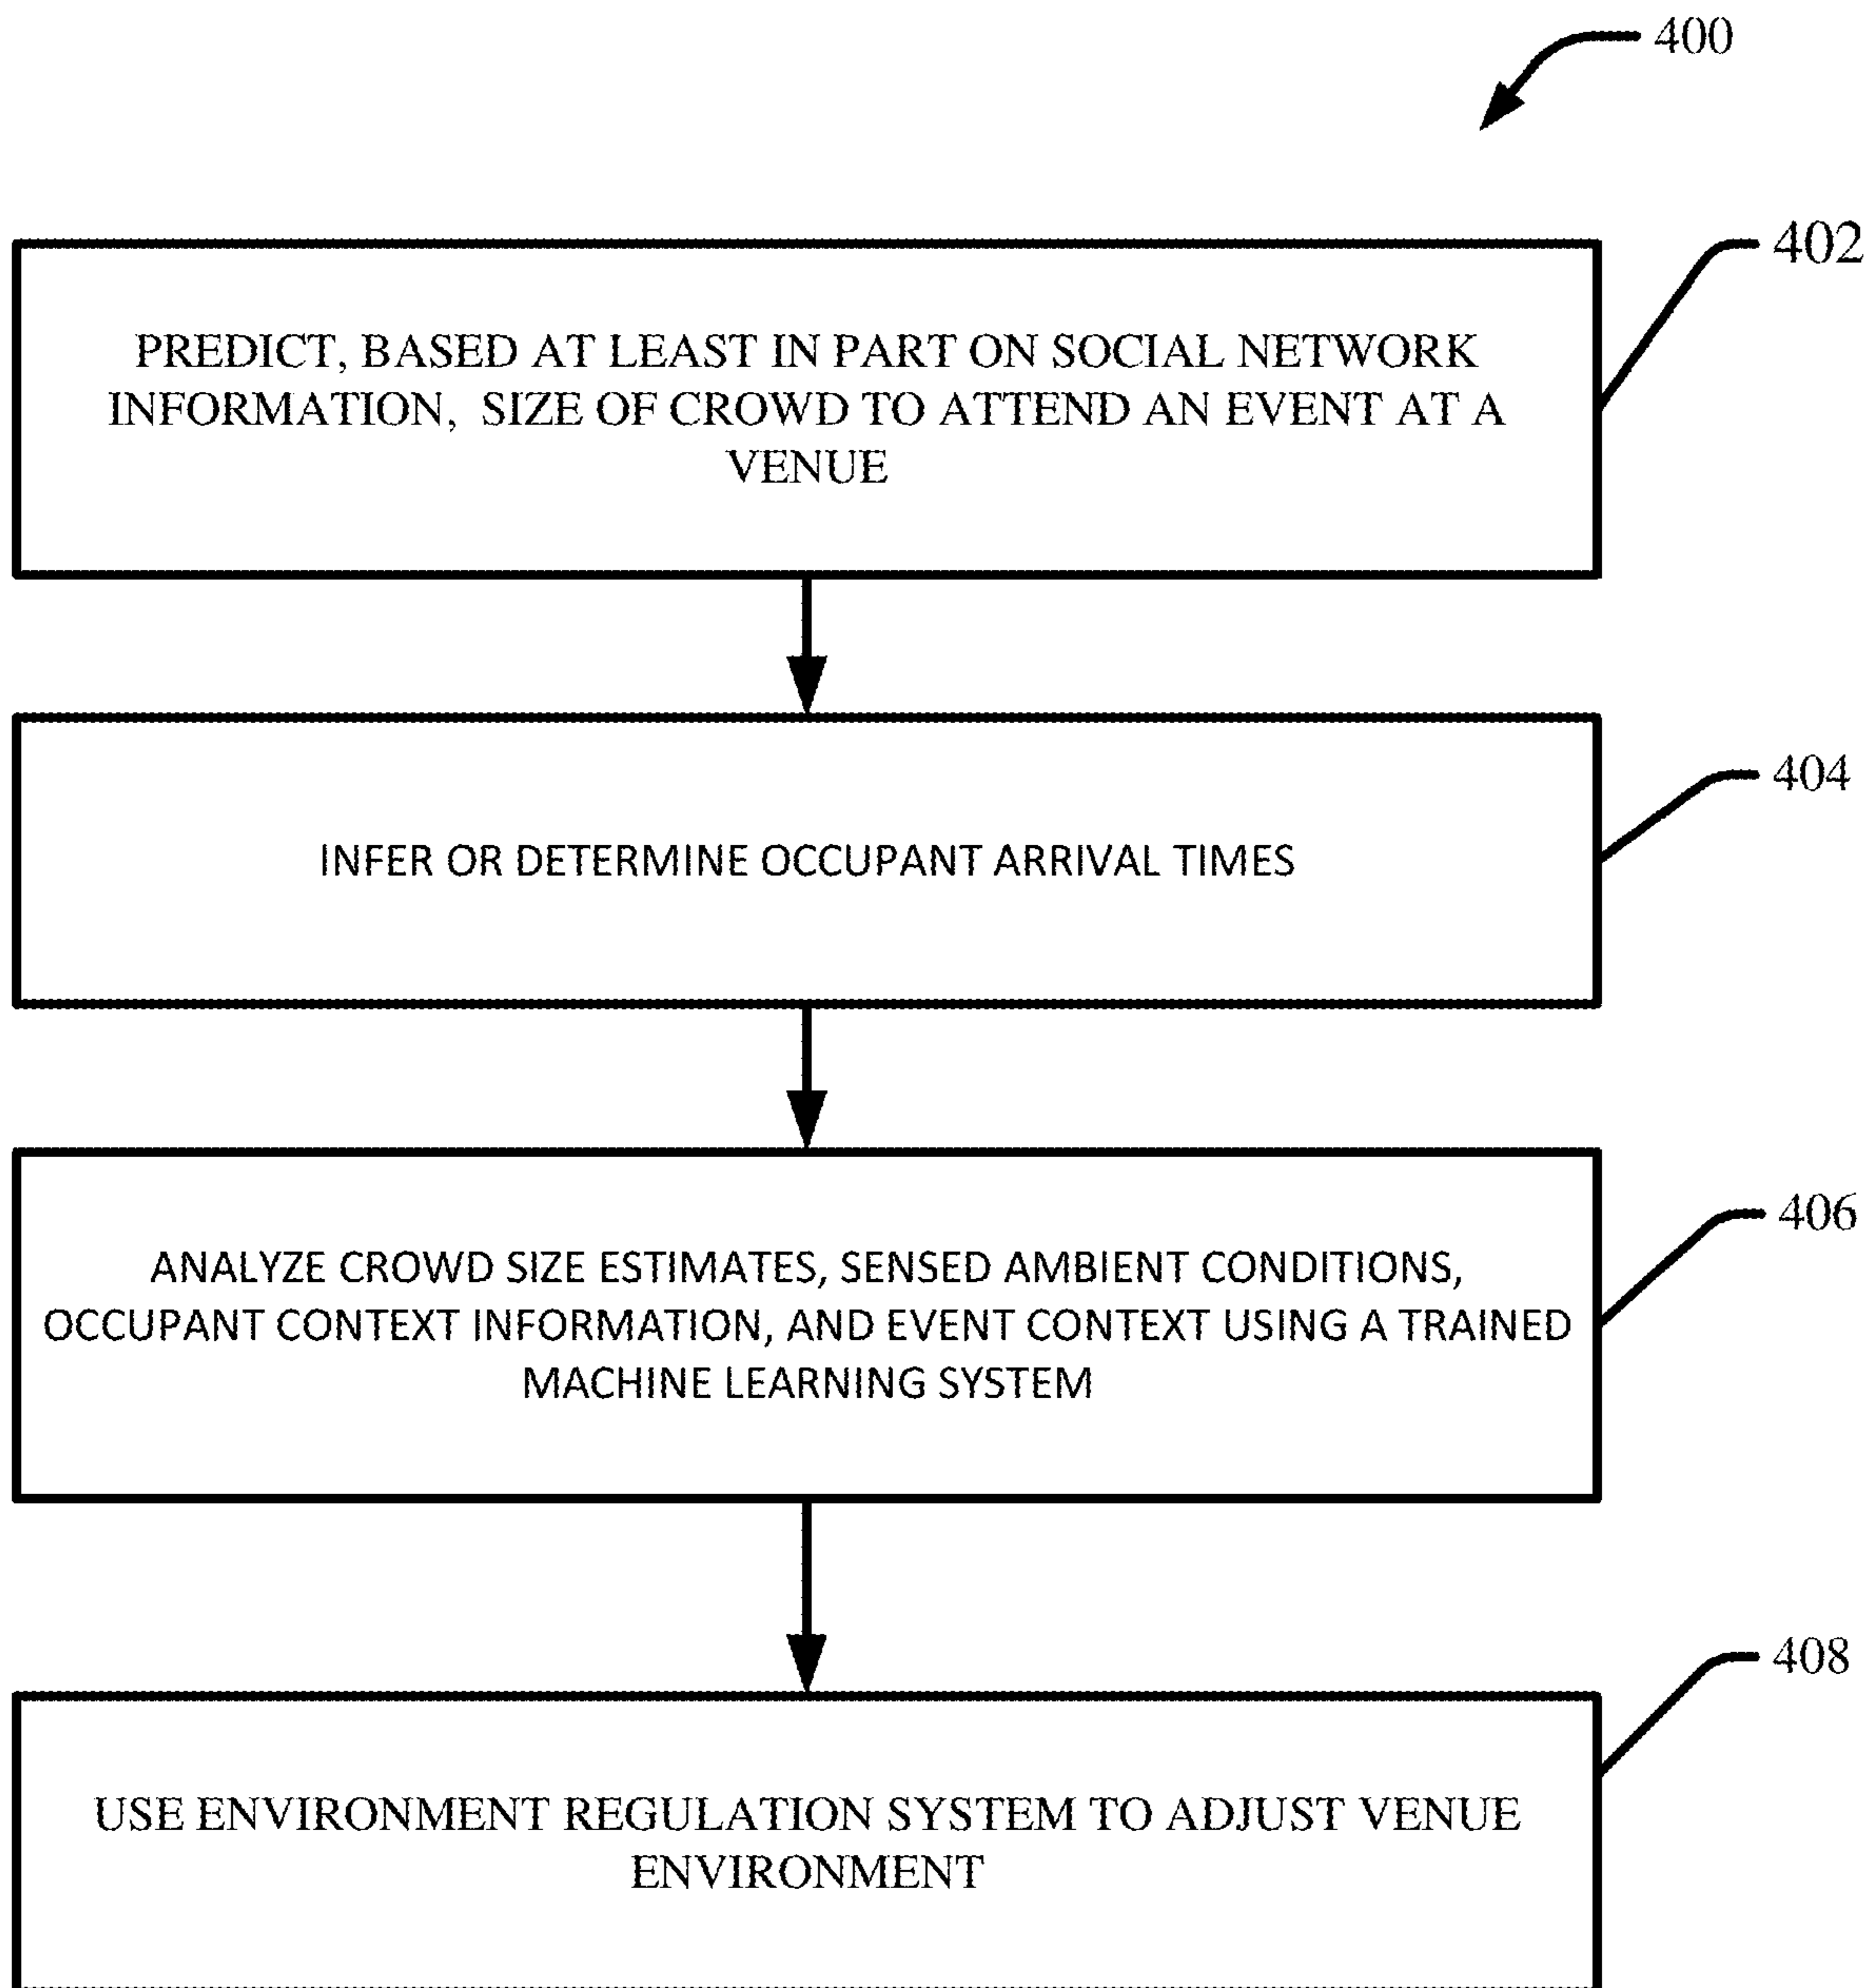 400
402
PREDICT, BASED AT LEAST IN PART ON SOCIAL NETWORK
INFORMATION, SIZE OF CROWD TO ATTEND AN EVENT AT A
VENUE
404
INFER OR DETERMINE OCCUPANT ARRIVAL TIMES
406
ANALYZE CROWD SIZE ESTIMATES, SENSED AMBIENT CONDITIONS,
OCCUPANT CONTEXT INFORMATION, AND EVENT CONTEXT USING A TRAINED
MACHINE LEARNING SYSTEM
408
USE ENVIRONMENT REGULATION SYSTEM TO ADJUST VENUE
ENVIRONMENT